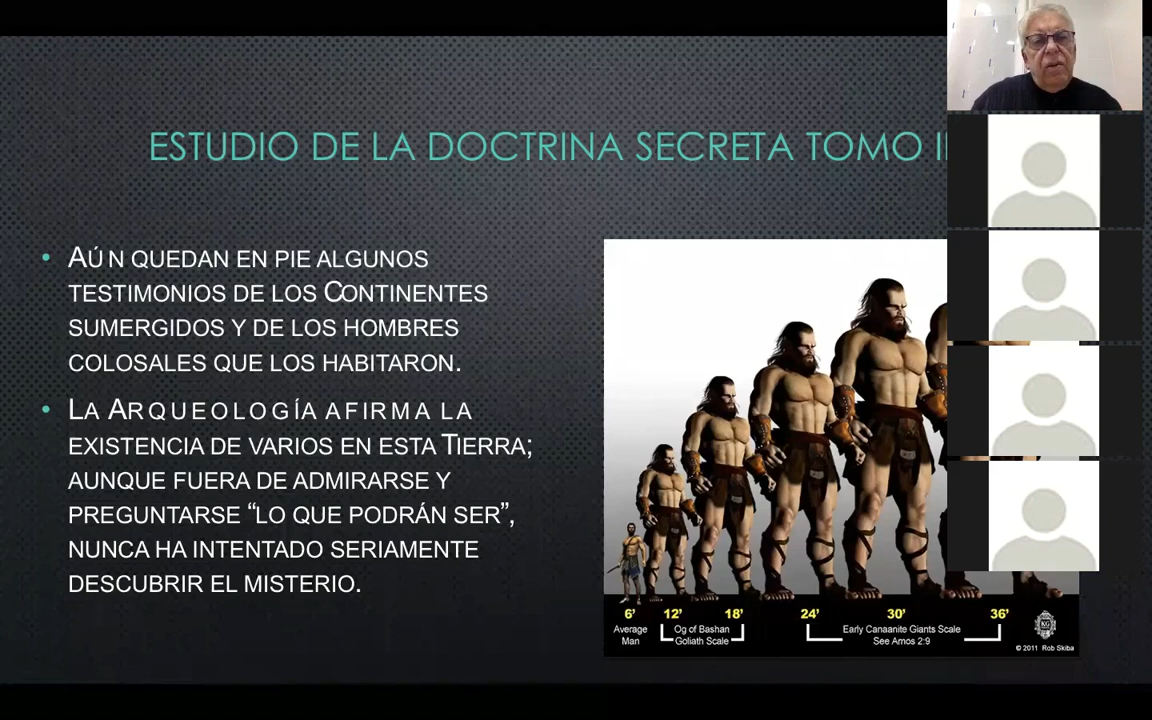 ESTUDIO DE LA DOCTRINA SECRETA TOMO
AÚN QUEDAN EN PIE ALGUNOS
TESTIMONIOS DE LOS CONTINENTES
SUMERGIDOS Y DE LOS HOMBRES
COLOSALES QUE LOS HABITARON.
LA ARQUEOLOGÍA AFIRMA LA
EXISTENCIA DE VARIOS EN ESTA TIERRA;
AUNQUE FUERA DE ADMIRARSE Y
PREGUNTARSE “LO QUE PODRÁN SER”,
NUNCA HA INTENTADO SERIAMENTE
DESCUBRIR EL MISTERIO.
6’ 12’ 18’ 24’ 30’ 36’
Average Man
Og of Bashan
Goliath Scale
Early Canaanite Giants Scale
See Amos 2:9
KG
© 2011 Rob Skiba